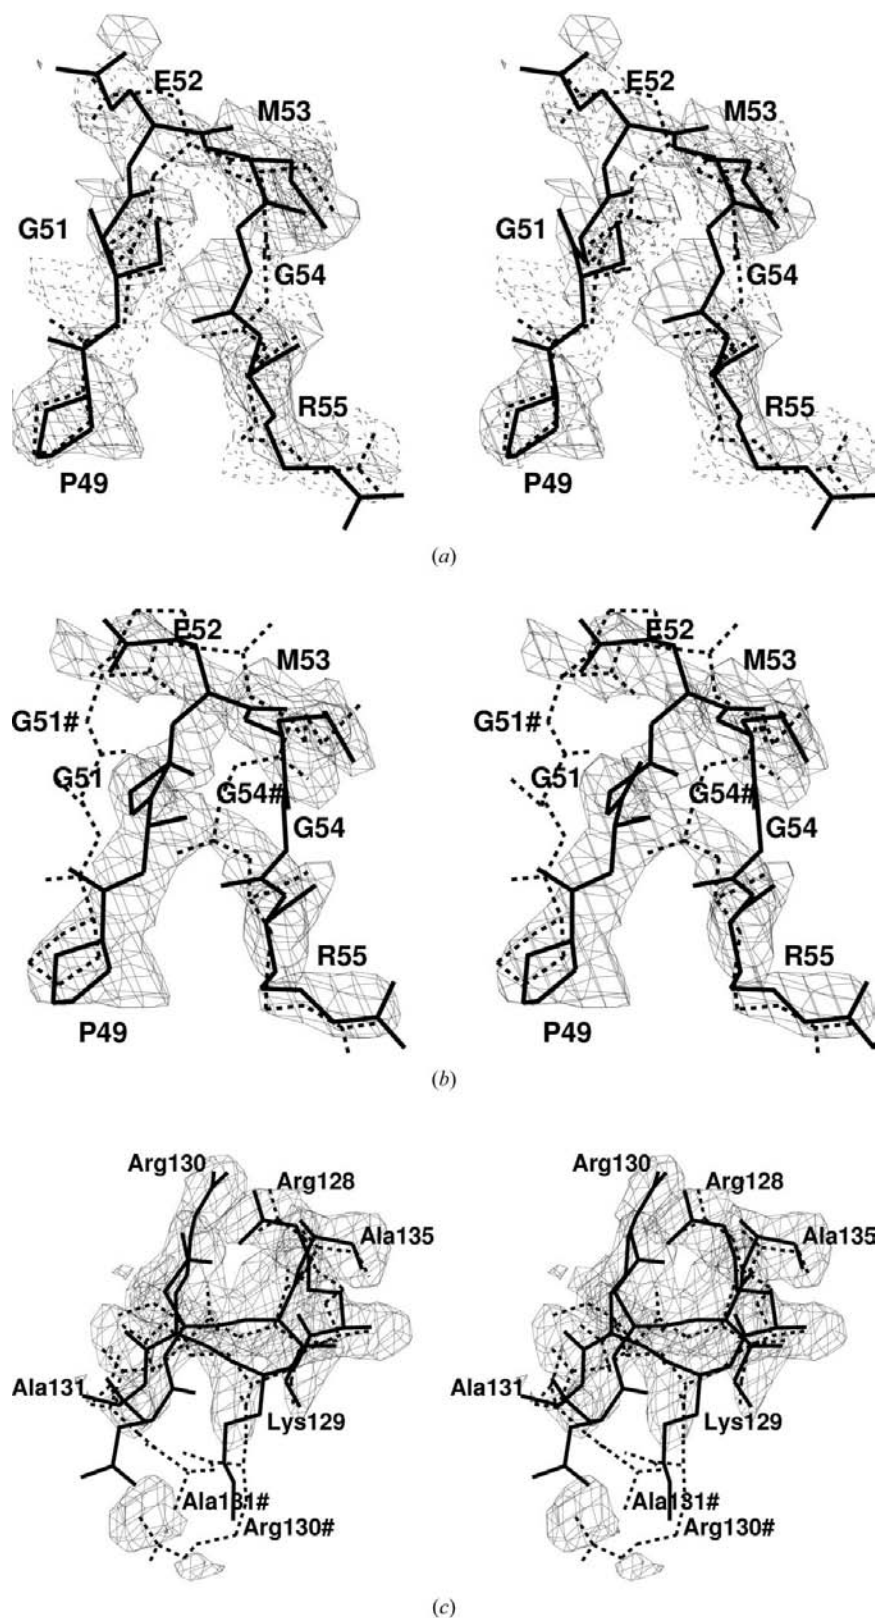 E52 E52
M53 M53
G51 G51
G54 G54
R55 R55
P49 P49
(a)
E52 E52
M53 M53
G51# G51#
G51 G54# G51 G54#
G54 G54
R55 R55
P49 P49
(b)
Arg130 Arg128 Arg130 Arg128
Ala135 Ala135
Ala131 Ala131
Lys129 Lys129
Ala131# Ala131#
Arg130# Arg130#
(c)